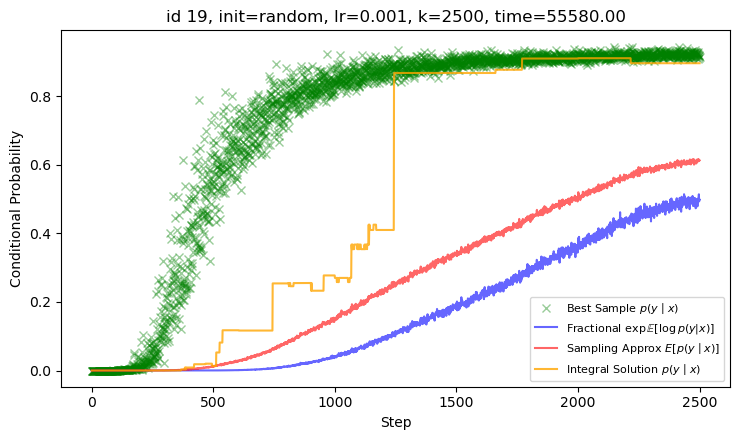 id 19, init=random, lr=0.001, k=2500, time=55580.00
Conditional Probability
0.8
0.6
0.4
0.2
0.0
Best Sample p(y | x)
Fractional exp𝔼[log p(y|x)]
Sampling Approx E[p(y | x)]
Integral Solution p(y | x)
0 500 1000 1500 2000 2500
Step